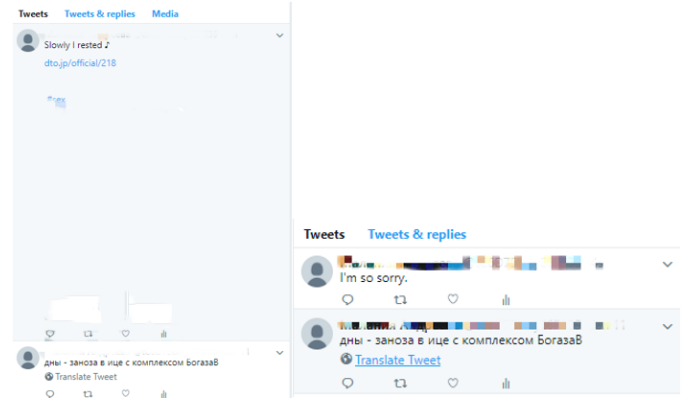 Tweets Tweets & replies Media
Slowly I rested ♪
dto.jp/official/218
дны - заноза в ице с комплексом БогазаВ
Translate Tweet
Tweets Tweets & replies
I'm so sorry.
дны - заноза в ице с комплексом БогазаВ
Translate Tweet